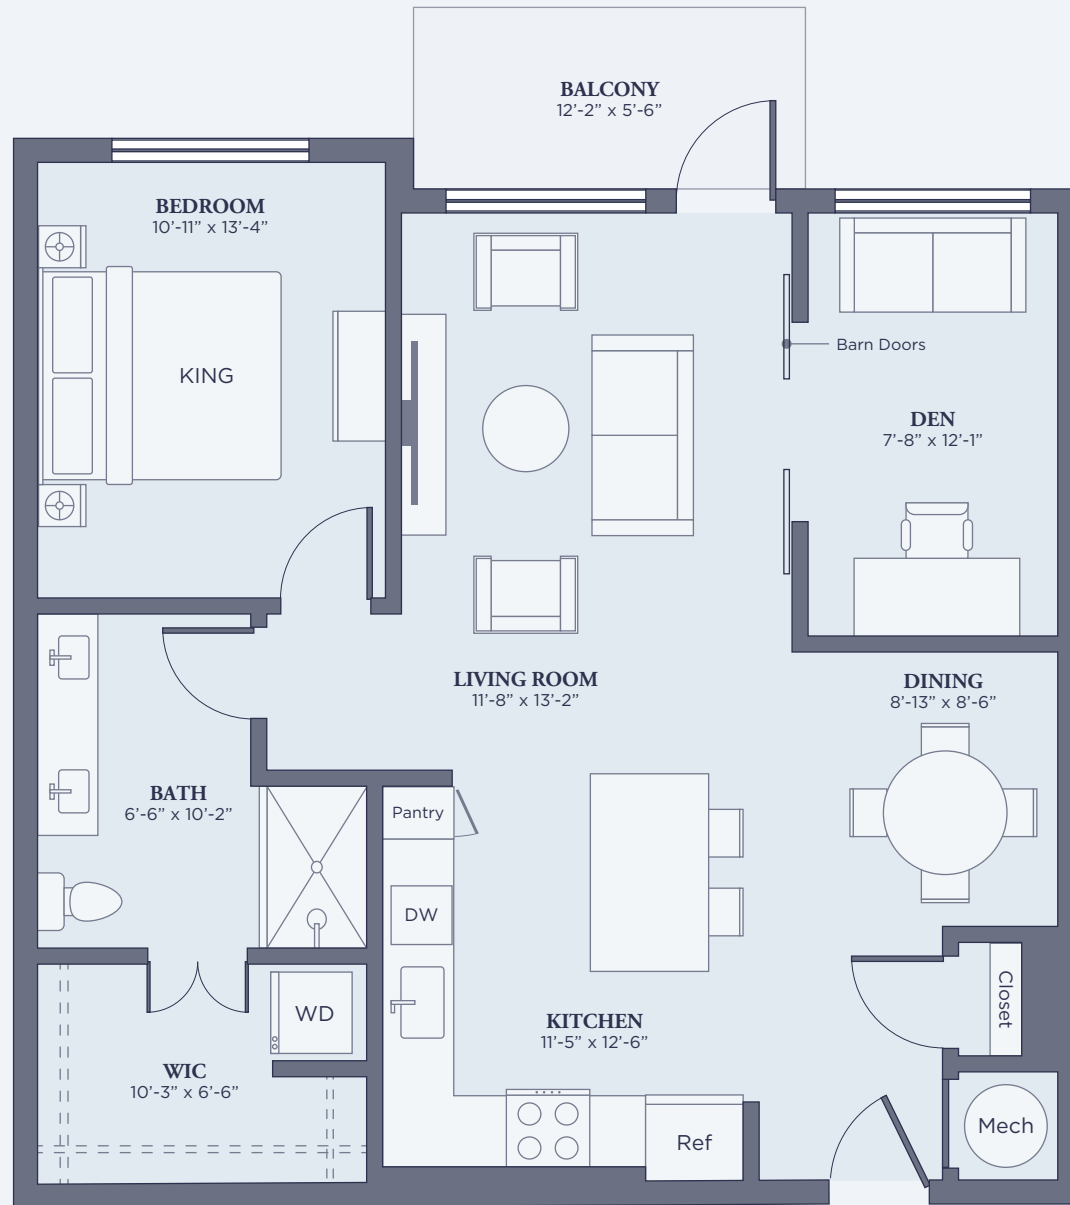 BALCONY
12’-2” x 5’-6”
BEDROOM
10’-11” x 13’-4”
KING
Barn Doors
DEN
7’-8” x 12’-1”
LIVING ROOM
11’-8” x 13’-2”
DINING
8’-13” x 8’-6”
BATH
6’-6” x 10’-2”
Pantry
DW
WD
Closet
KITCHEN
11’-5” x 12’-6”
WIC
10’-3” x 6’-6”
Ref
Mech